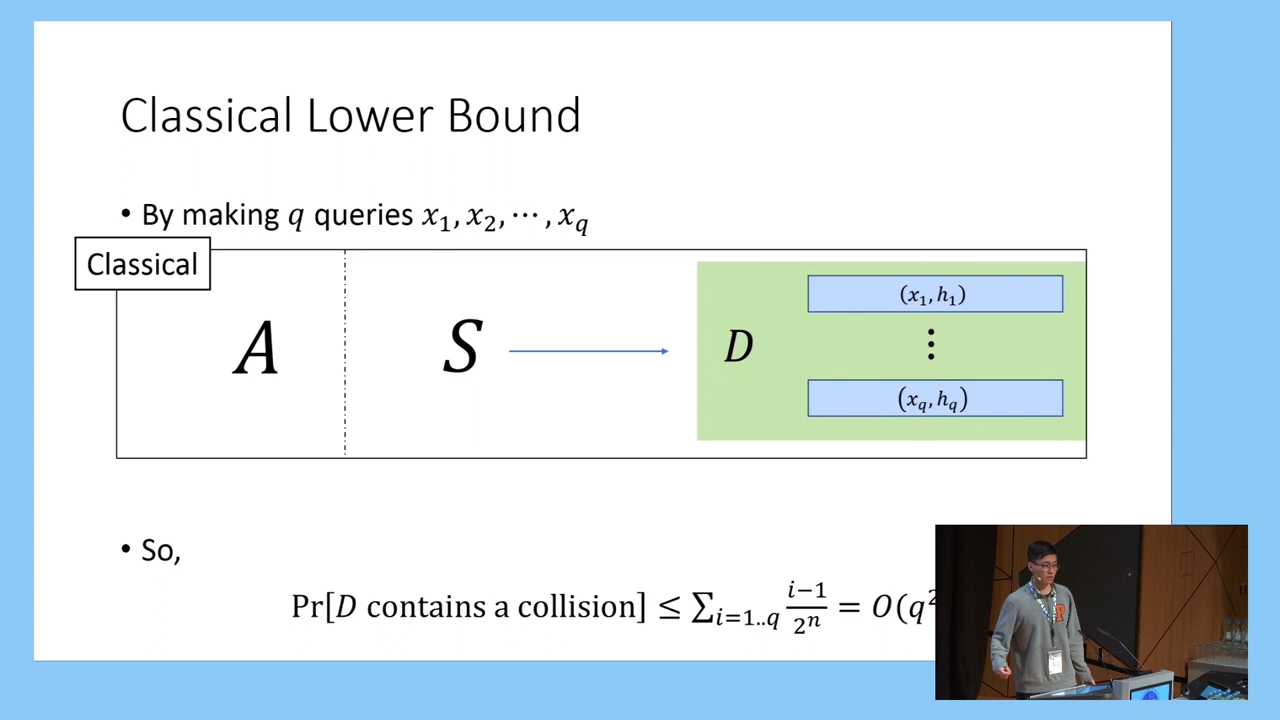 Classical Lower Bound
• By making q queries x₁, x₂, ⋯, x_q
Classical
A
S
D
(x₁, h₁)
⋮
(x_q, h_q)
• So,
Pr[D contains a collision] ≤ ∑_{i=1..q} (i−1)/2ⁿ = O(q²
P